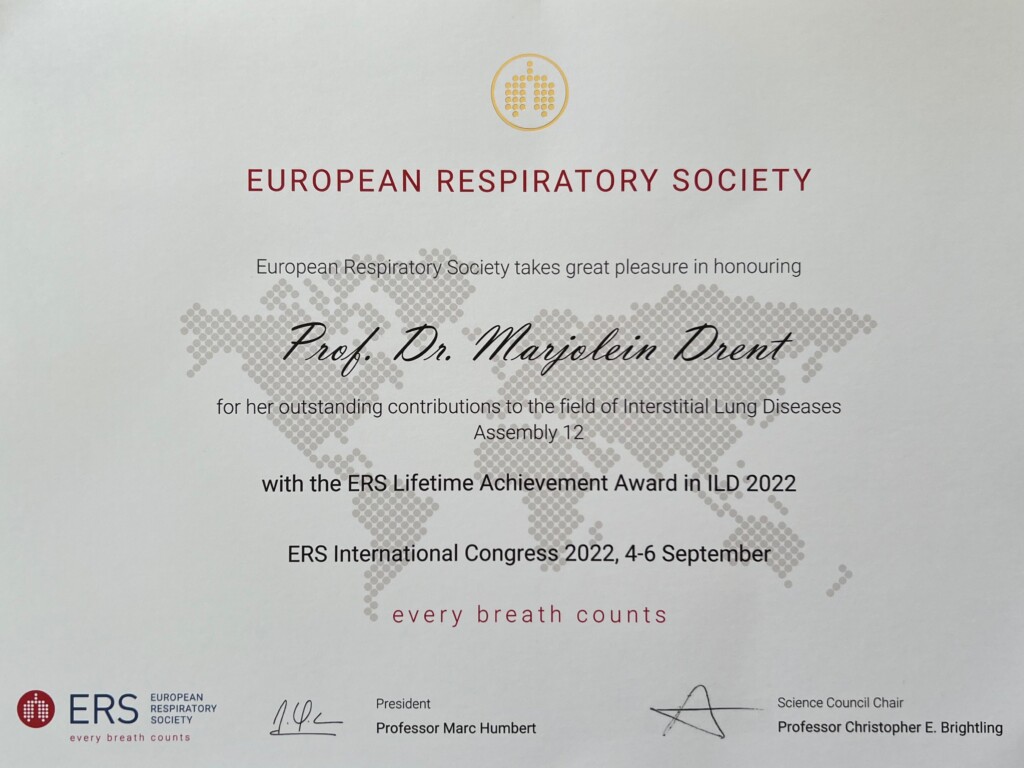 EUROPEAN RESPIRATORY SOCIETY
European Respiratory Society takes great pleasure in honouring
Prof. Dr. Marjolein Drent
for her outstanding contributions to the field of Interstitial Lung Diseases
Assembly 12
with the ERS Lifetime Achievement Award in ILD 2022
ERS International Congress 2022, 4-6 September
every breath counts
ERS
EUROPEAN
RESPIRATORY
SOCIETY
every breath counts
President
Professor Marc Humbert
Science Council Chair
Professor Christopher E. Brightling